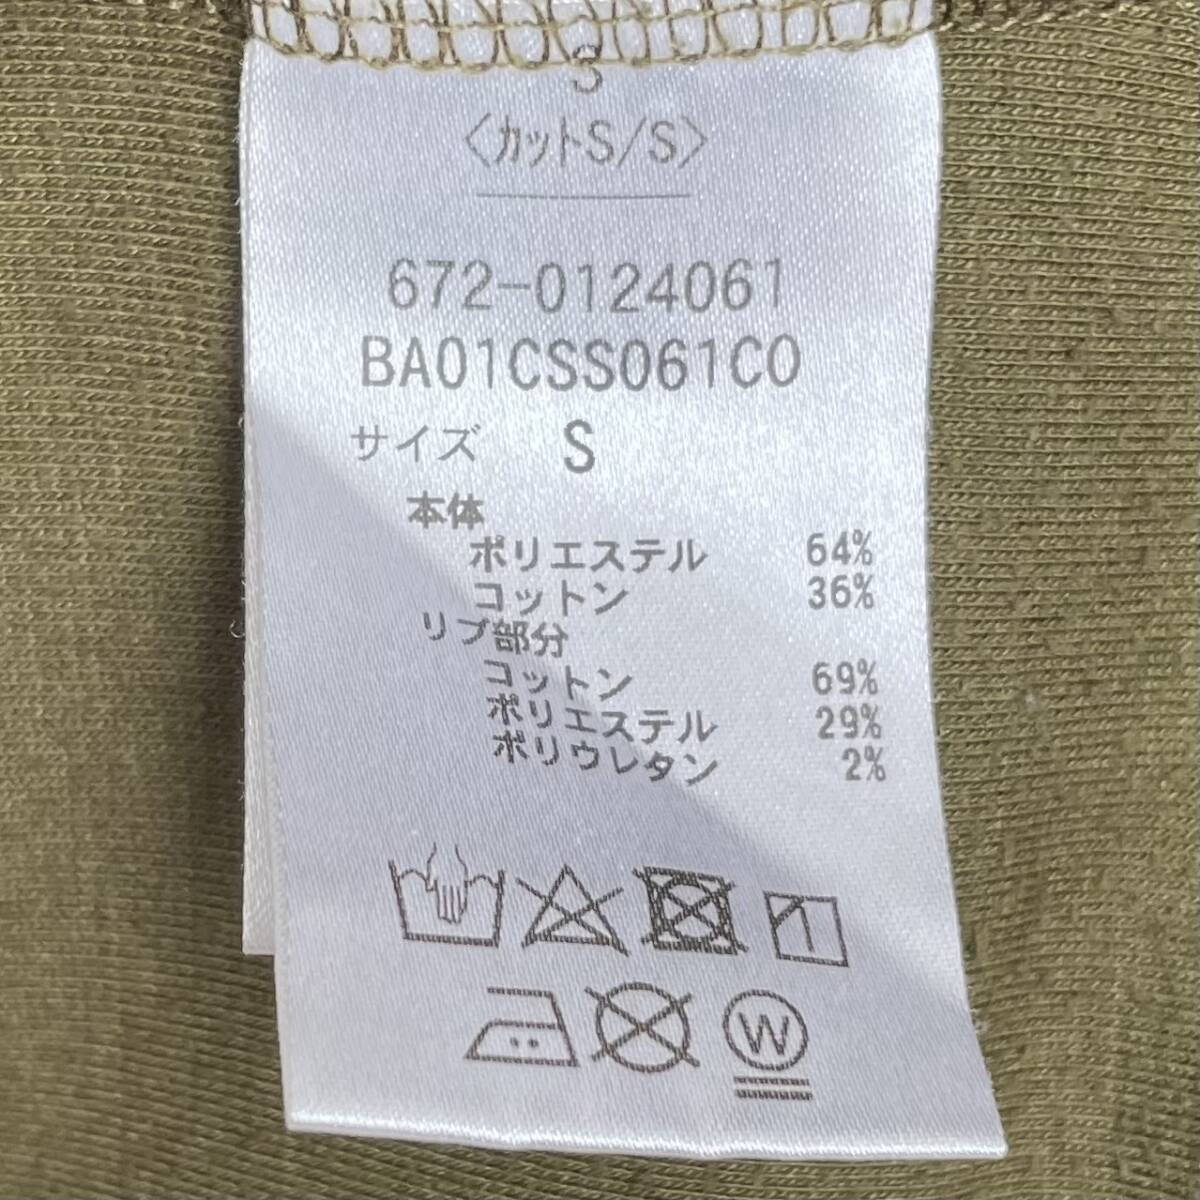 S
〈カットS/S〉
672-0124061
BA01CSS061CO
サイズ S
本体
ポリエステル 64%
コットン 36%
リブ部分
コットン 69%
ポリエステル 29%
ポリウレタン 2%
W